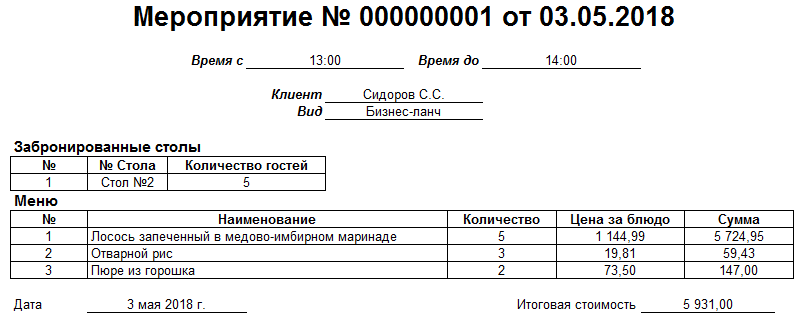 Мероприятие № 000000001 от 03.05.2018
Время с 13:00 Время до 14:00
Клиент Сидоров С.С.
Вид Бизнес-ланч
Забронированные столы
№ № Стола Количество гостей
1 Стол №2 5
Меню
№ Наименование Количество Цена за блюдо Сумма
1 Лосось запеченный в медово-имбирном маринаде 5 1 144,99 5 724,95
2 Отварной рис 3 19,81 59,43
3 Пюре из горошка 2 73,50 147,00
Дата 3 мая 2018 г. Итоговая стоимость 5 931,00